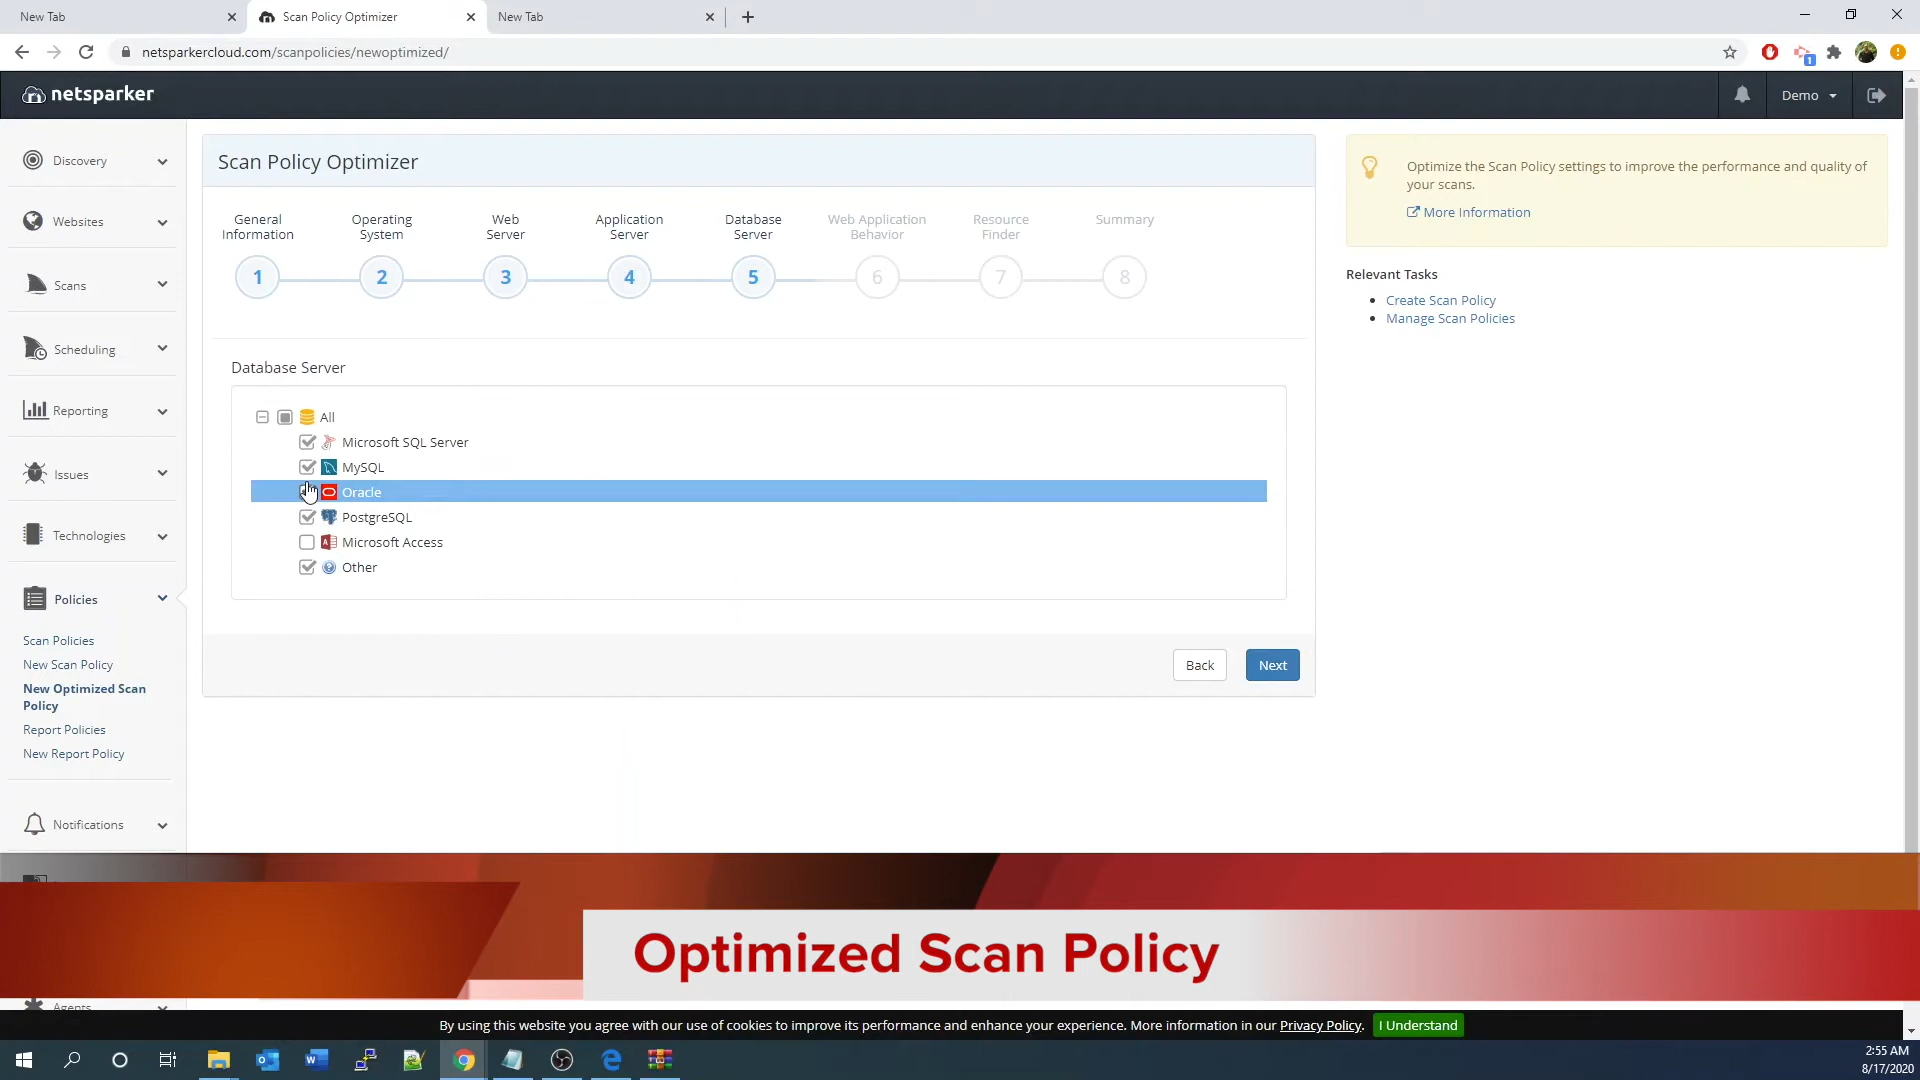 New Tab
Scan Policy Optimizer
New Tab
netsparkercloud.com/scanpolicies/newoptimized/
1
netsparker
Demo
Discovery
Websites
Scans
Scheduling
Reporting
Issues
Technologies
Policies
Scan Policies
New Scan Policy
New Optimized Scan
Policy
Report Policies
New Report Policy
Notifications
Agents
Scan Policy Optimizer
General
Information
Operating
System
Web
Server
Application
Server
Database
Server
Web Application
Behavior
Resource
Finder
Summary
1 2 3 4 5 6 7 8
Database Server
All
Microsoft SQL Server
MySQL
Oracle
PostgreSQL
Microsoft Access
Other
Back
Next
Optimize the Scan Policy settings to improve the performance and quality of
your scans.
More Information
Relevant Tasks
Create Scan Policy
Manage Scan Policies
Optimized Scan Policy
By using this website you agree with our use of cookies to improve its performance and enhance your experience. More information in our Privacy Policy.
I Understand
2:55 AM
8/17/2020